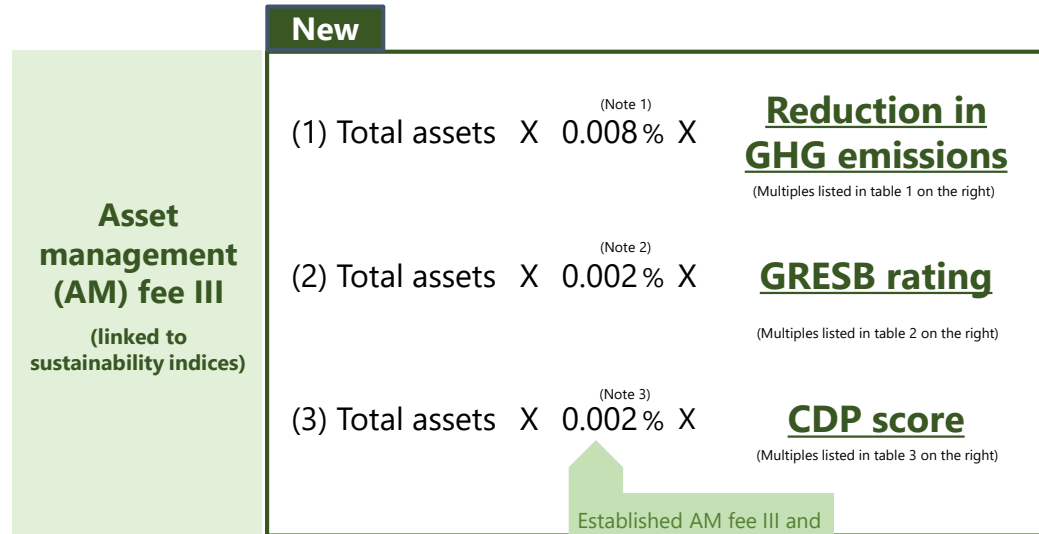 New
Asset
management
(AM) fee III
(linked to
sustainability indices)
(Note 1)
(1) Total assets X 0.008% X
Reduction in
GHG emissions
(Multiples listed in table 1 on the right)
(Note 2)
(2) Total assets X 0.002% X
GRESB rating
(Multiples listed in table 2 on the right)
(Note 3)
(3) Total assets X 0.002% X
CDP score
(Multiples listed in table 3 on the right)
Established AM fee III and